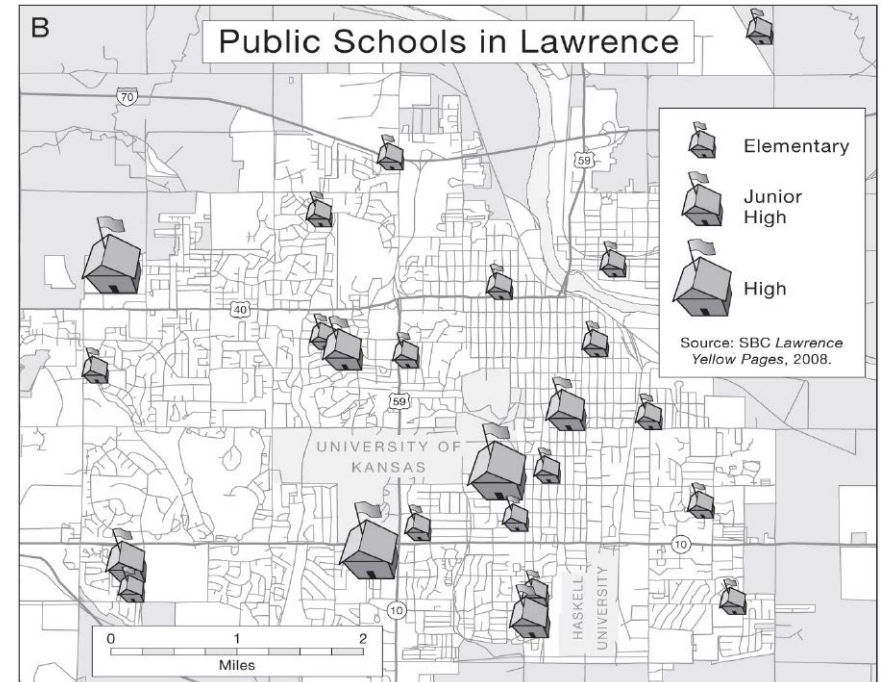 B
Public Schools in Lawrence
70
59
Elementary
Junior
High
High
40
Source: SBC Lawrence
Yellow Pages, 2008.
59
UNIVERSITY OF
KANSAS
10
HASKELL
UNIVERSITY
10
0 1 2
Miles